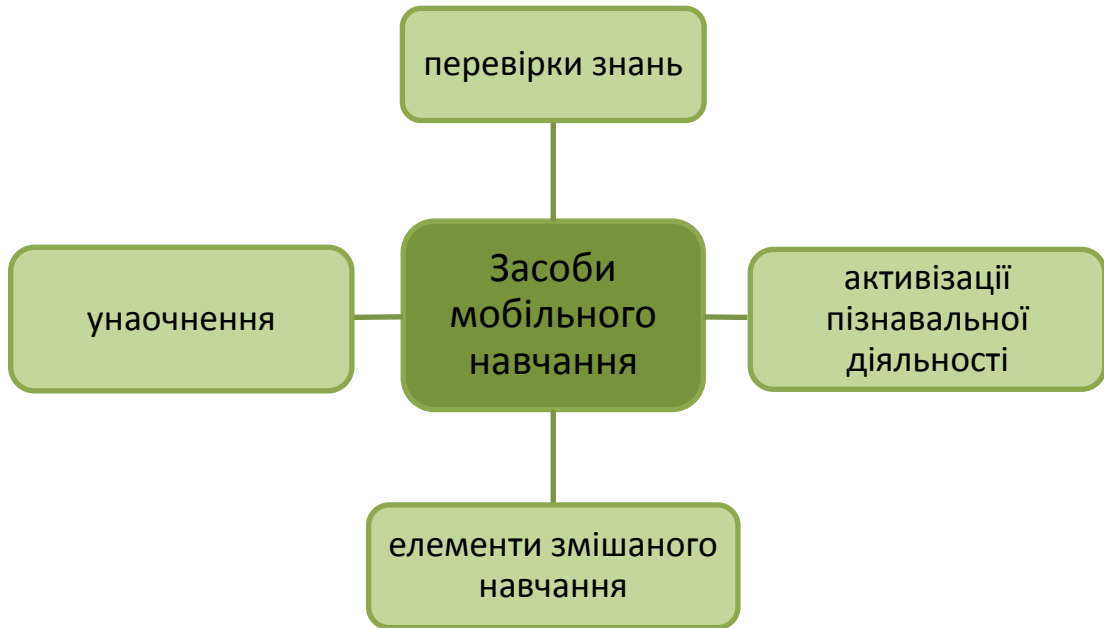 перевірки знань
унаочнення
Засоби
мобільного
навчання
активізації
пізнавальної
діяльності
елементи змішаного
навчання